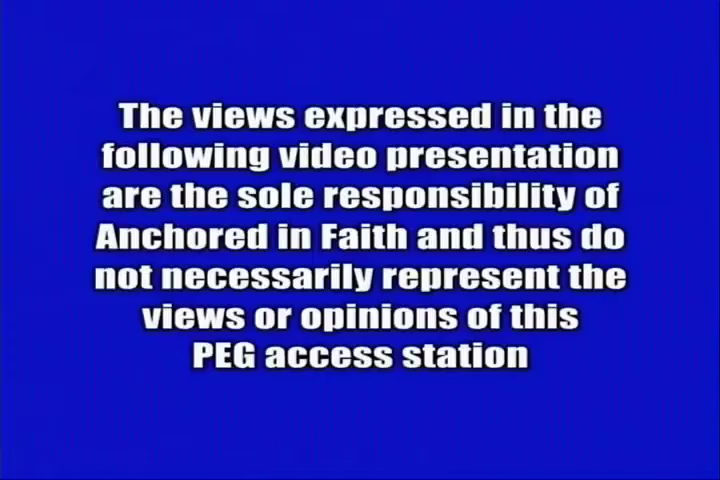 The views expressed in the
following video presentation
are the sole responsibility of
Anchored in Faith and thus do
not necessarily represent the
views or opinions of this
PEG access station